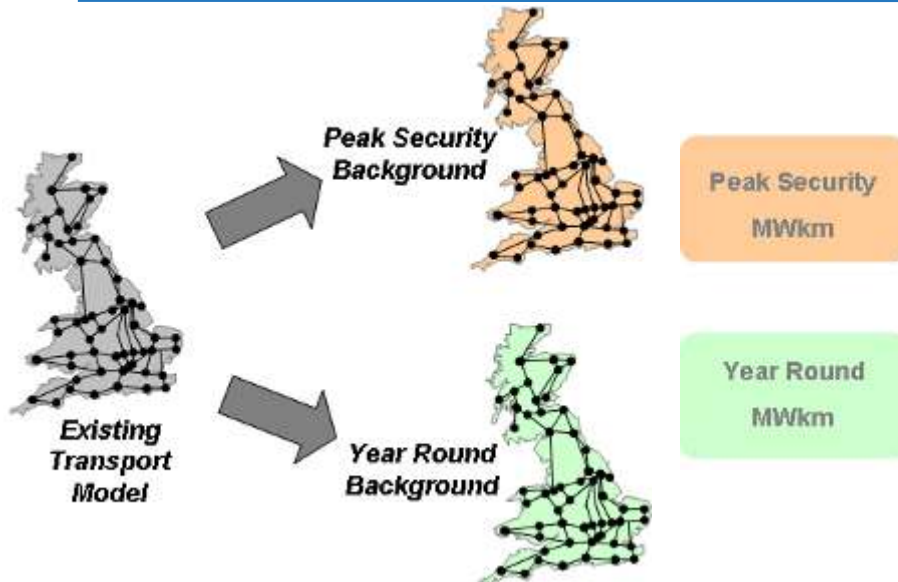 Peak Security
Background
Peak Security
MWkm
Existing
Transport
Model
Year Round
Background
Year Round
MWkm